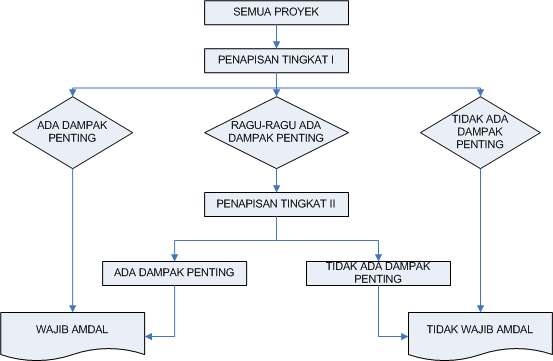 SEMUA PROYEK
PENAPISAN TINGKAT I
ADA DAMPAK
PENTING
RAGU-RAGU ADA
DAMPAK PENTING
TIDAK ADA
DAMPAK
PENTING
PENAPISAN TINGKAT II
ADA DAMPAK PENTING
TIDAK ADA DAMPAK
PENTING
WAJIB AMDAL
TIDAK WAJIB AMDAL